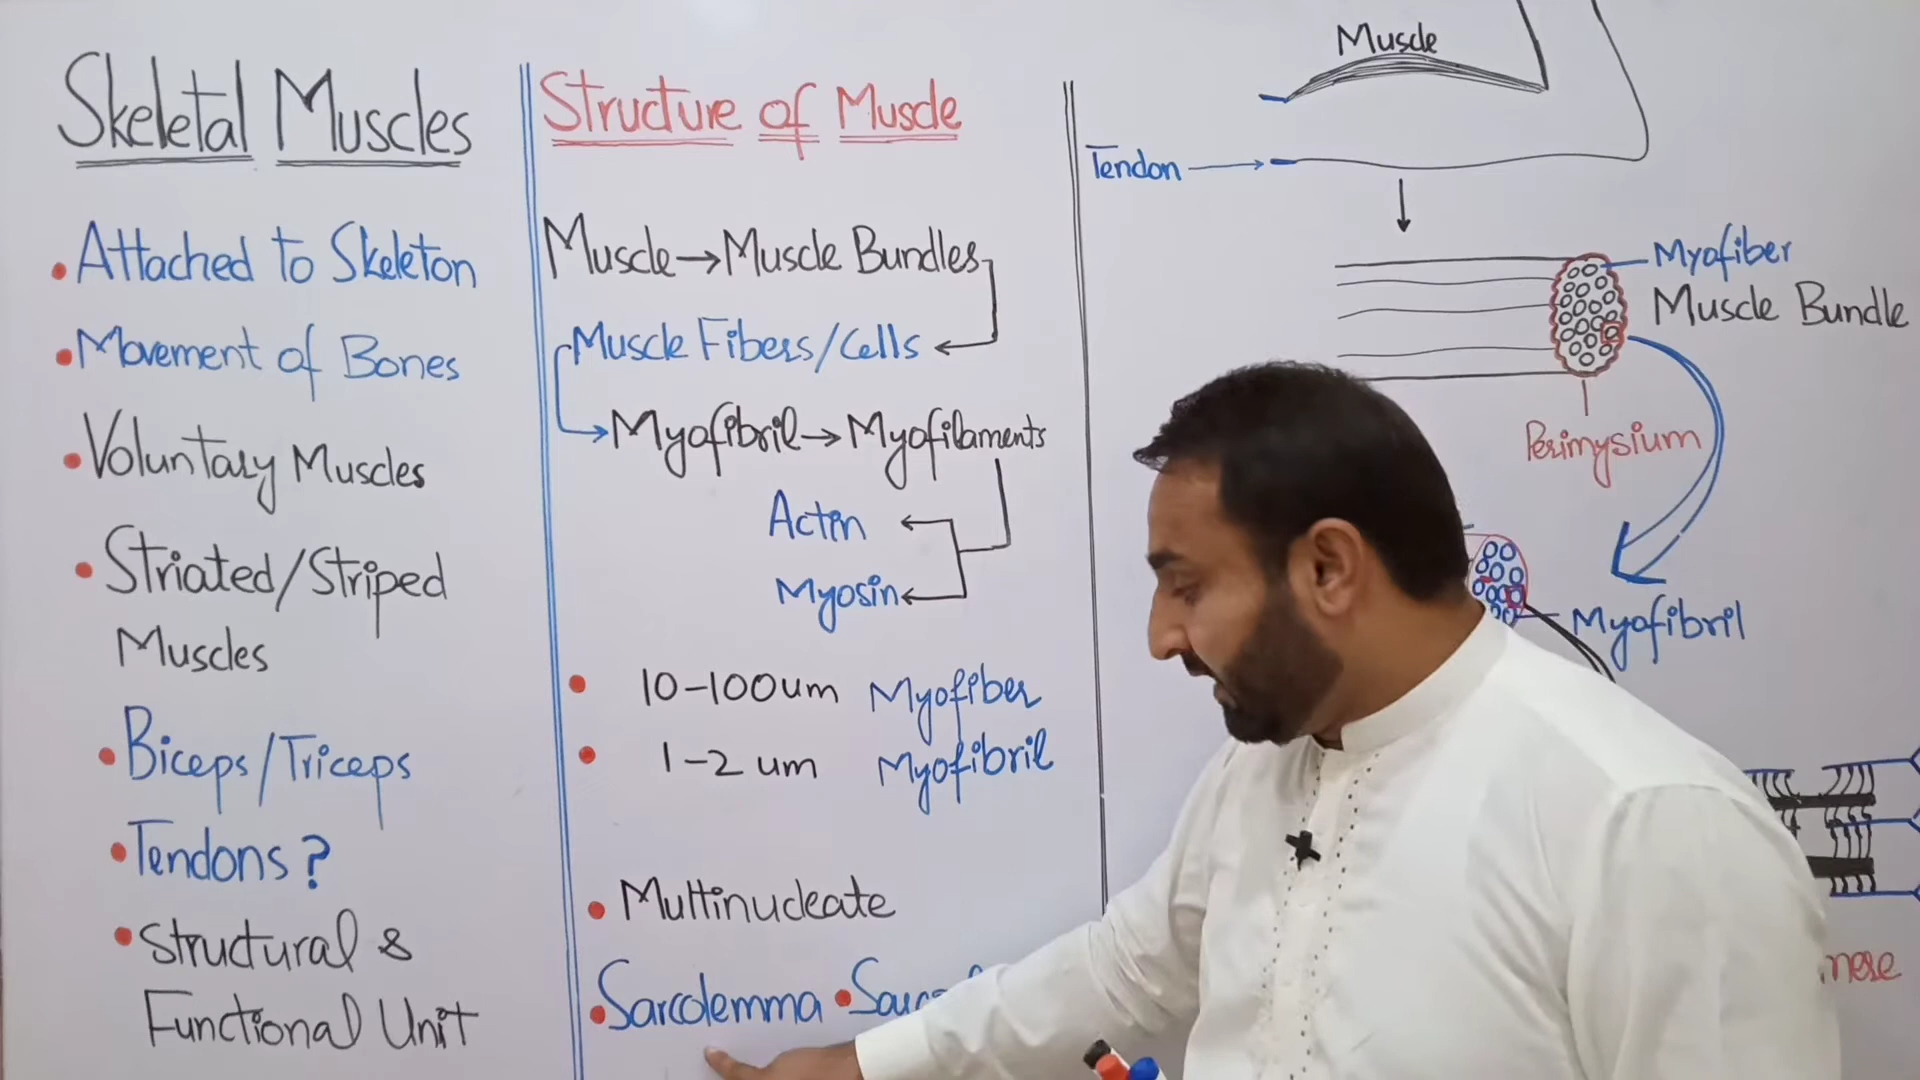 Skeletal Muscles
• Attached to Skeleton
• Movement of Bones
• Voluntary Muscles
• Striated/Striped
Muscles
• Biceps/Triceps
• Tendons?
• Structural &
Functional Unit
Structure of Muscle
Muscle → Muscle Bundles
Muscle Fibers/Cells
Myofibril → Myofilaments
Actin
Myosin
• 10-100um Myofiber
• 1-2 um Myofibril
• Multinucleate
• Sarcolemma •
Muscle
Tendon
Myofiber
Muscle Bundle
Perimysium
Myofibril